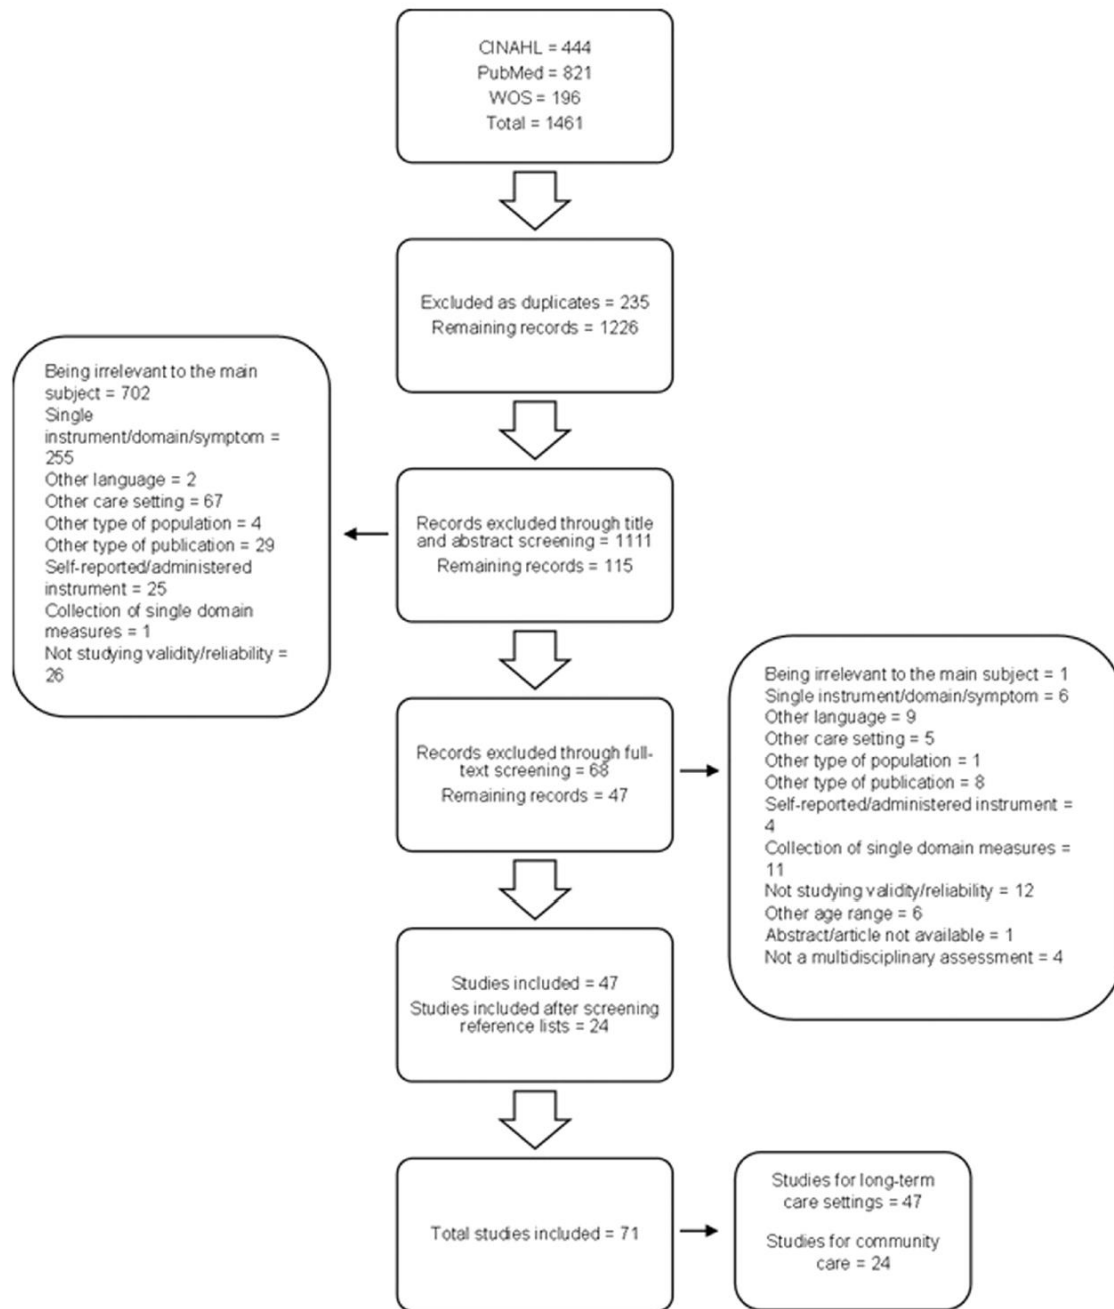 CINAHL = 444
PubMed = 821
WOS = 196
Total = 1461
Excluded as duplicates = 235
Remaining records = 1226
Being irrelevant to the main
subject = 702
Single
instrument/domain/symptom =
255
Other language = 2
Other care setting = 67
Other type of population = 4
Other type of publication = 29
Self-reported/administered
instrument = 25
Collection of single domain
measures = 1
Not studying validity/reliability =
26
Records excluded through title
and abstract screening = 1111
Remaining records = 115
Records excluded through full-
text screening = 68
Remaining records = 47
Being irrelevant to the main subject = 1
Single instrument/domain/symptom = 6
Other language = 9
Other care setting = 5
Other type of population = 1
Other type of publication = 8
Self-reported/administered instrument =
4
Collection of single domain measures =
11
Not studying validity/reliability = 12
Other age range = 6
Abstract/article not available = 1
Not a multidisciplinary assessment = 4
Studies included = 47
Studies included after screening
reference lists = 24
Total studies included = 71
Studies for long-term
care settings = 47
Studies for community
care = 24